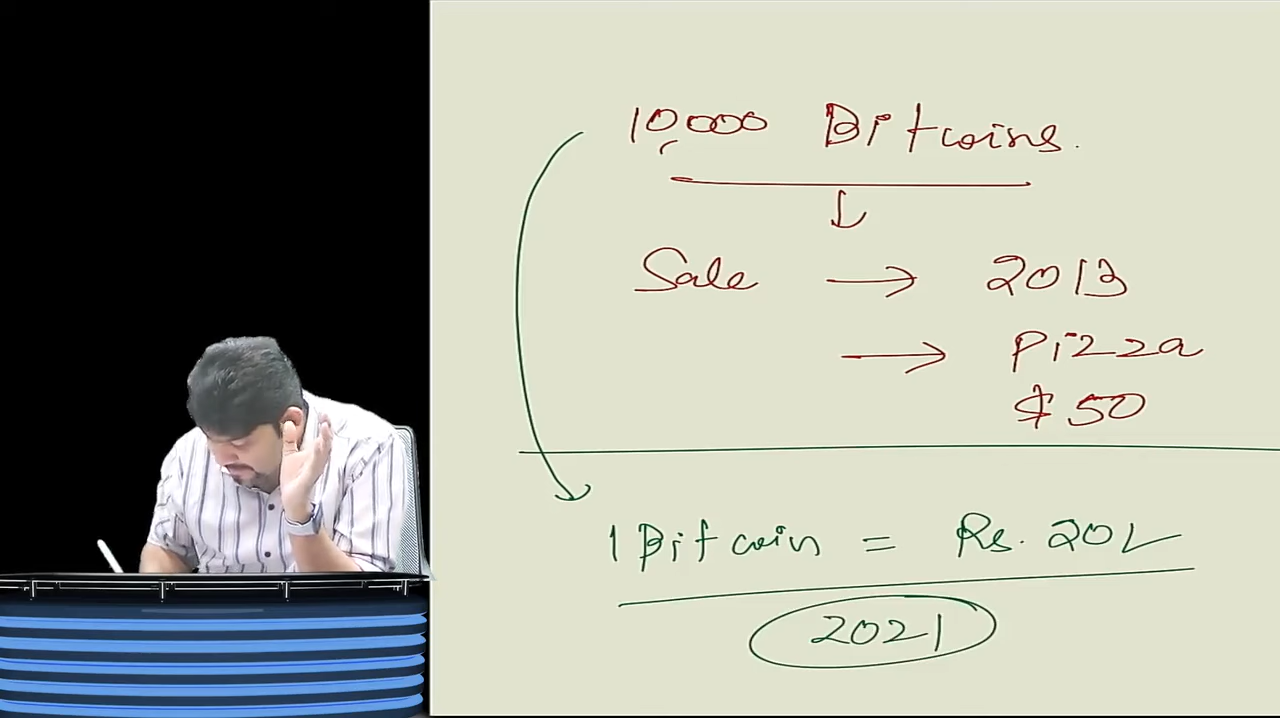 10,000 Bitcoins.
Sale → 2013
→ Pizza
$50
1 Bitcoin = Rs. 20L
2021